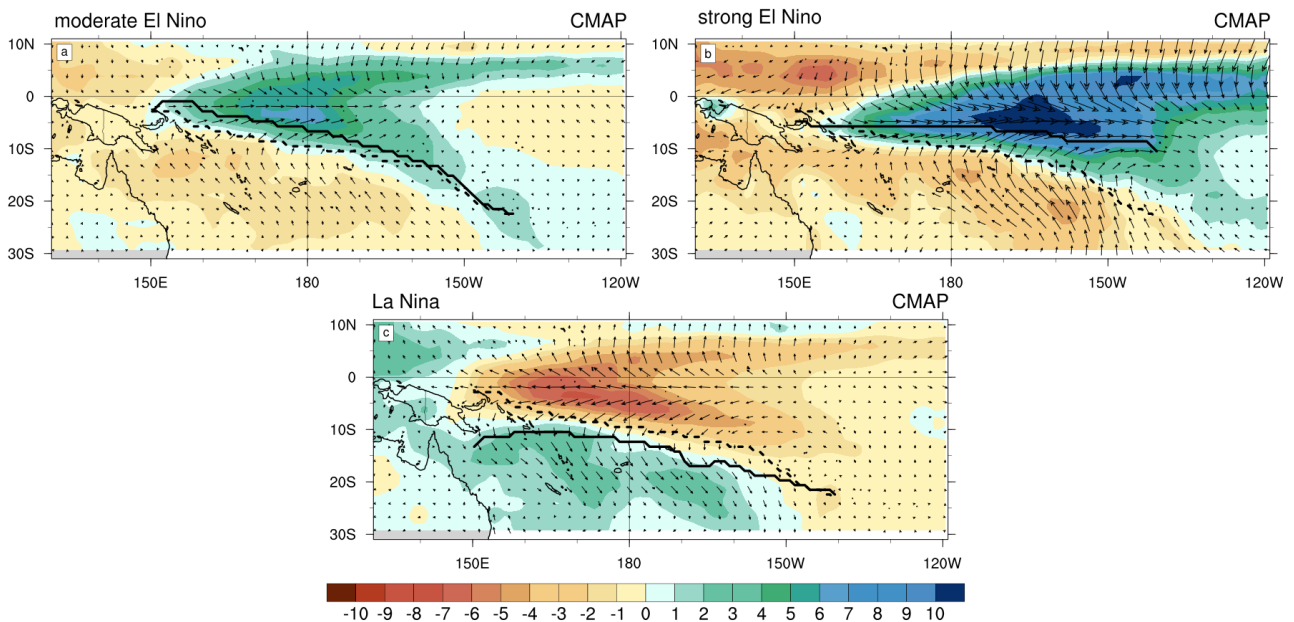 moderate El Nino CMAP
a
10N
0
10S
20S
30S
150E 180 150W 120W
strong El Nino CMAP
b
10N
0
10S
20S
30S
150E 180 150W 120W
La Nina CMAP
c
10N
0
10S
20S
30S
150E 180 150W 120W
-10 -9 -8 -7 -6 -5 -4 -3 -2 -1 0 1 2 3 4 5 6 7 8 9 10